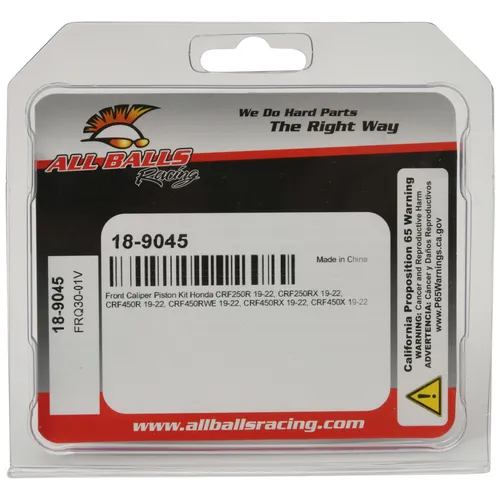 We Do Hard Parts
The Right Way
ALL BALLS
Racing
18-9045
Made in China
Front Caliper Piston Kit Honda CRF250R 19-22, CRF250RX 19-22,
CRF450R 19-22, CRF450RWE 19-22, CRF450RX 19-22, CRF450X 19-22
18-9045
FRQ30-01V
California Proposition 65 Warning
WARNING: Cancer and Reproductive Harm
ADVERTENCIA: Cancer y Daños Reproductivos
www.P65Warnings.ca.gov
www.allballsracing.com